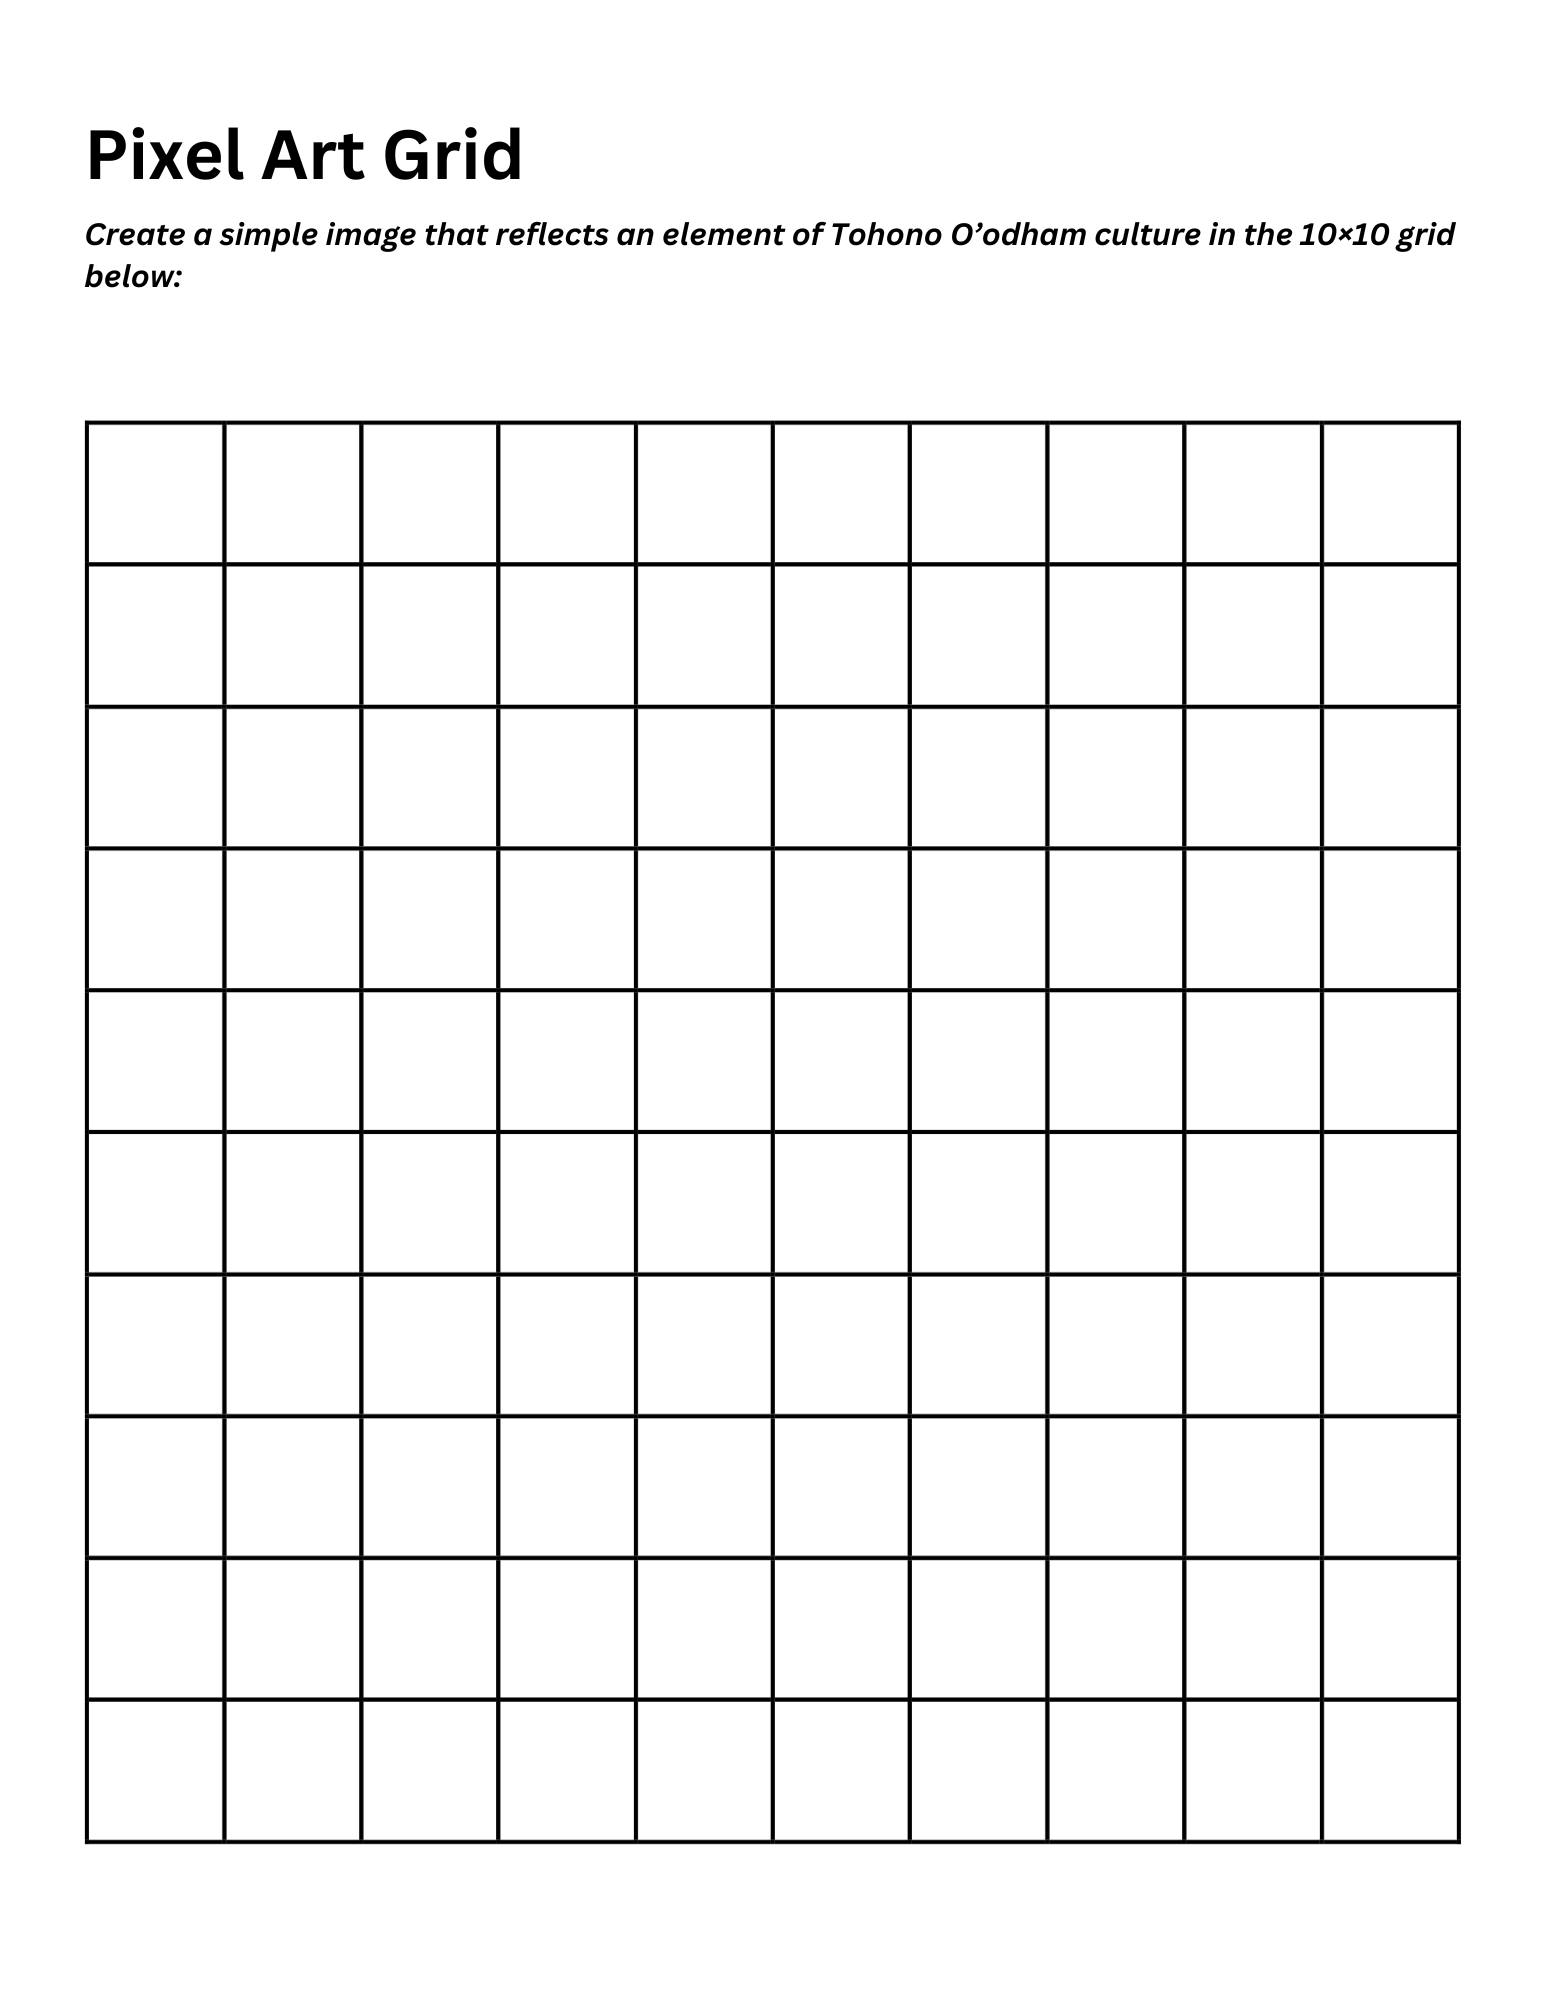 Pixel Art Grid
Create a simple image that reflects an element of Tohono O’odham culture in the 10×10 grid
below: